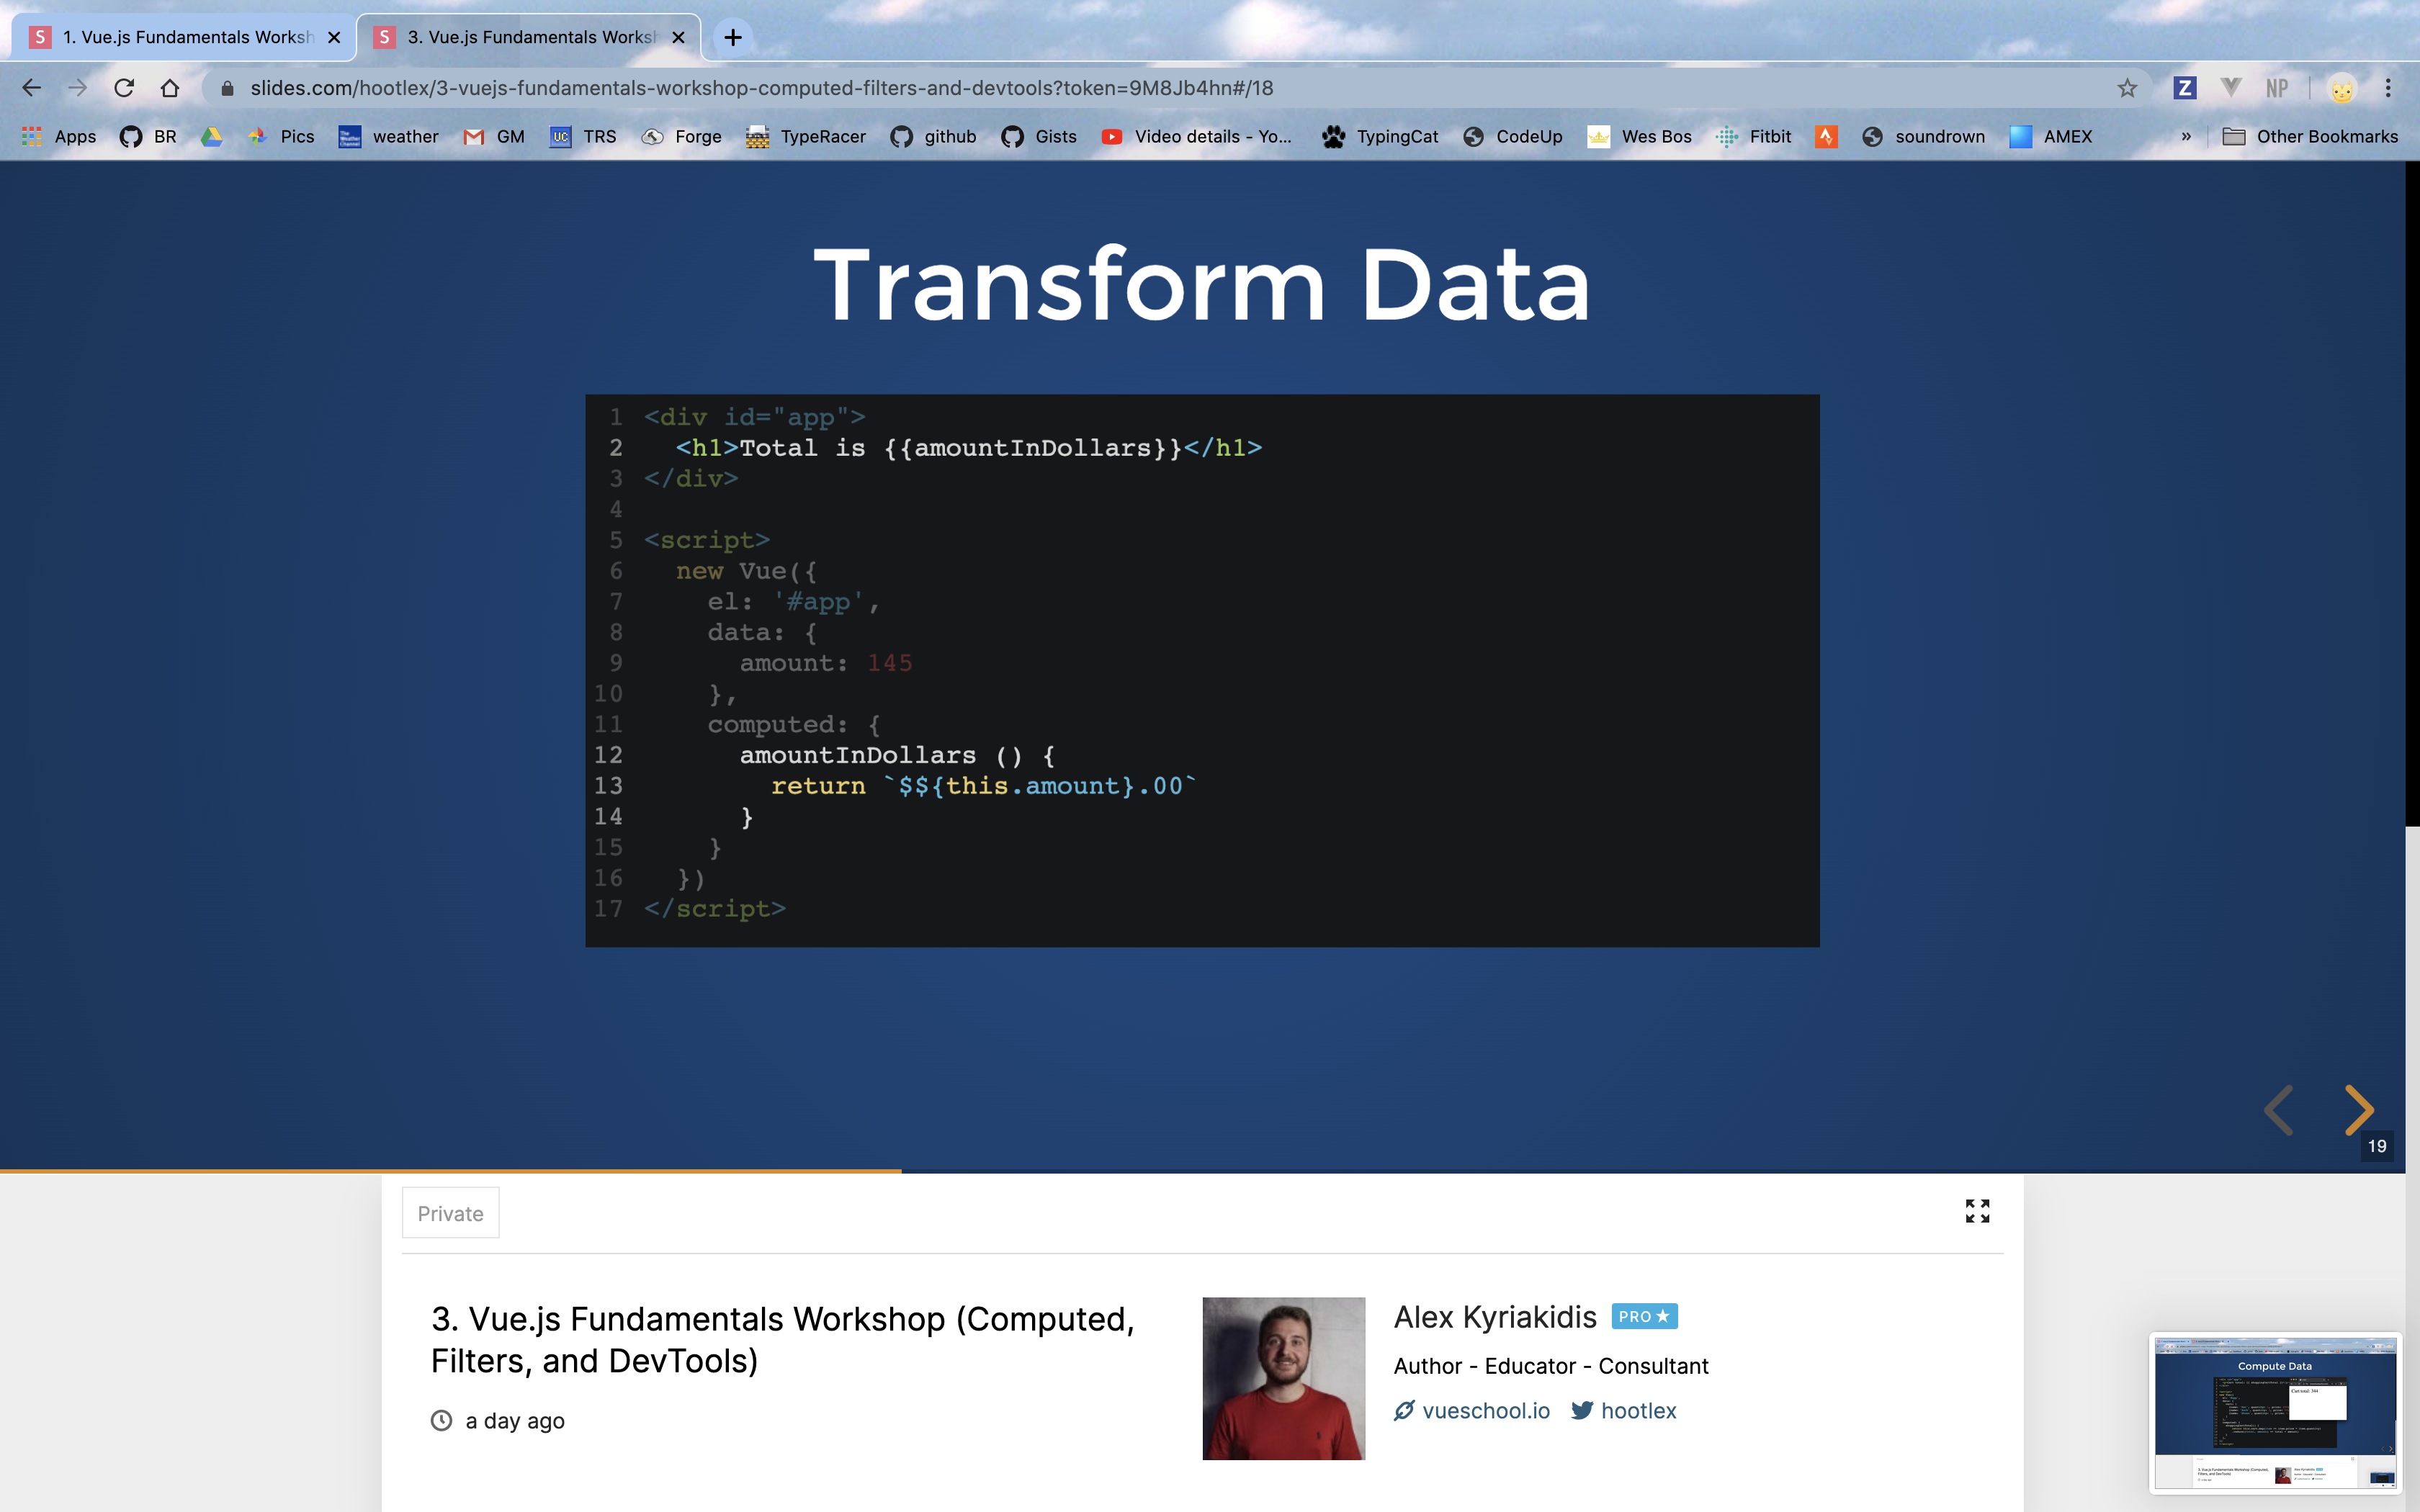 1. Vue.js Fundamentals Worksh
3. Vue.js Fundamentals Works
slides.com/hootlex/3-vuejs-fundamentals-workshop-computed-filters-and-devtools?token=9M8Jb4hn#/18
NP
Apps
BR
Pics
weather
GM
TRS
Forge
TypeRacer
github
Gists
Video details - Yo...
TypingCat
CodeUp
Wes Bos
Fitbit
soundrown
AMEX
»
Other Bookmarks
Transform Data
1 <div id="app">
2   <h1>Total is {{amountInDollars}}</h1>
3 </div>
4
5 <script>
6   new Vue({
7     el: '#app',
8     data: {
9       amount: 145
10     },
11     computed: {
12       amountInDollars () {
13         return `$${this.amount}.00`
14       }
15     }
16   })
17 </script>
19
Private
3. Vue.js Fundamentals Workshop (Computed,
Filters, and DevTools)
a day ago
Alex Kyriakidis PRO
Author - Educator - Consultant
vueschool.io hootlex
Compute Data